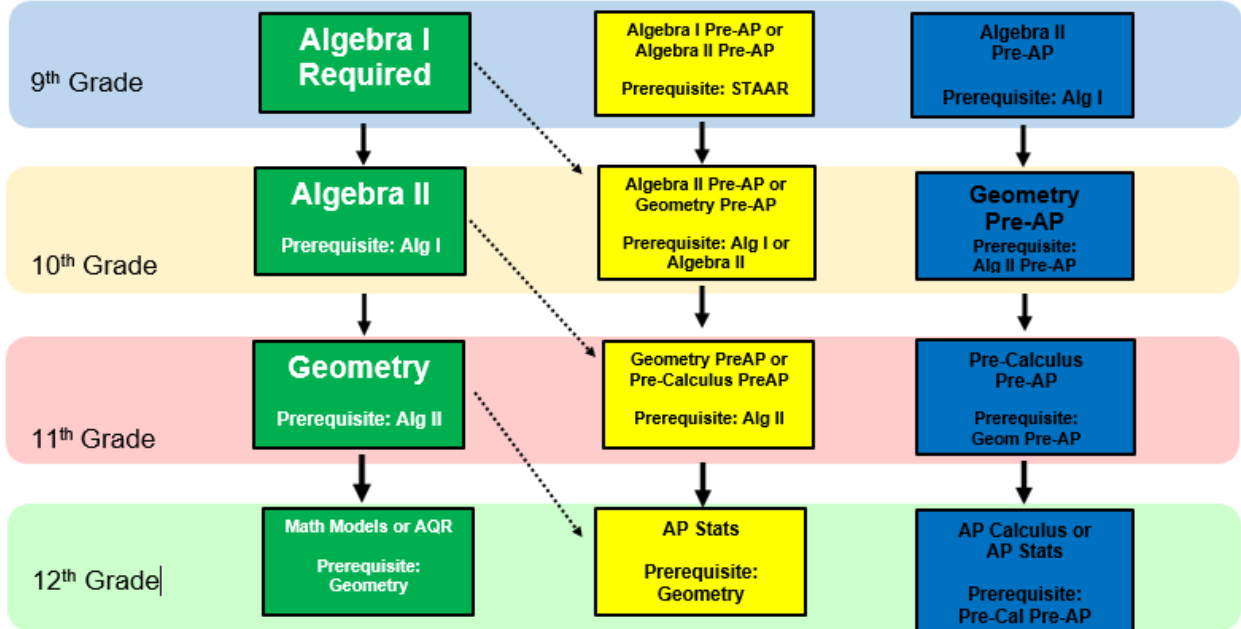 9th Grade
Algebra I
Required
Algebra I Pre-AP or
Algebra II Pre-AP
Prerequisite: STAAR
Algebra II
Pre-AP
Prerequisite: Alg I
10th Grade
Algebra II
Prerequisite: Alg I
Algebra II Pre-AP or
Geometry Pre-AP
Prerequisite: Alg I or
Algebra II
Geometry
Pre-AP
Prerequisite:
Alg II Pre-AP
11th Grade
Geometry
Prerequisite: Alg II
Geometry PreAP or
Pre-Calculus PreAP
Prerequisite: Alg II
Pre-Calculus
Pre-AP
Prerequisite:
Geom Pre-AP
12th Grade
Math Models or AQR
Prerequisite:
Geometry
AP Stats
Prerequisite:
Geometry
AP Calculus or
AP Stats
Prerequisite:
Pre-Cal Pre-AP